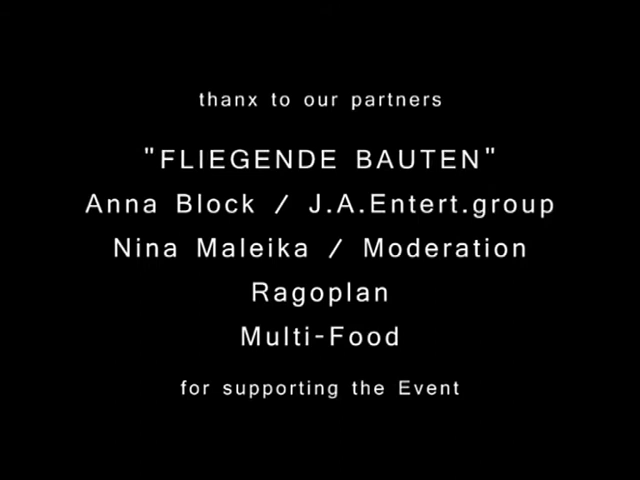 thanx to our partners
"FLIEGENDE BAUTEN"
Anna Block / J.A.Entert.group
Nina Maleika / Moderation
Ragoplan
Multi-Food
for supporting the Event